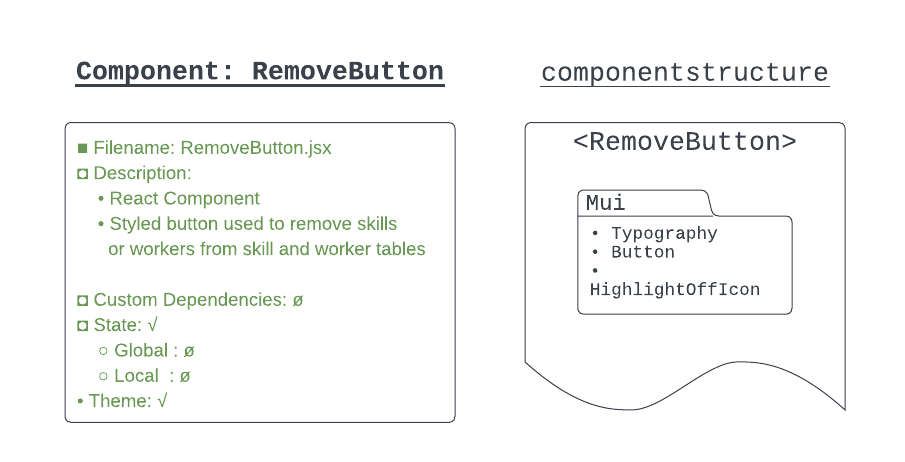 Component: RemoveButton
■ Filename: RemoveButton.jsx
◘ Description:
• React Component
• Styled button used to remove skills
or workers from skill and worker tables
◘ Custom Dependencies: ø
◘ State: √
○ Global : ø
○ Local  : ø
• Theme: √
componentstructure
<RemoveButton>
Mui
• Typography
• Button
•
HighlightOffIcon